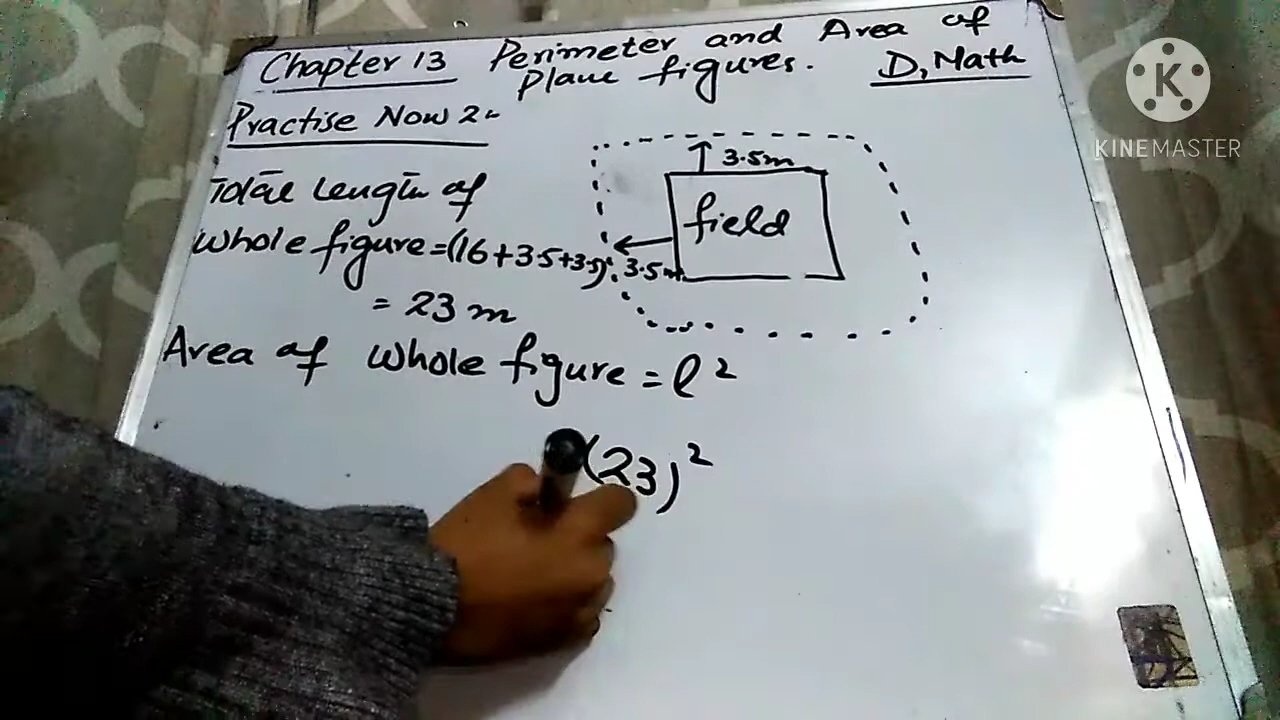 Chapter 13 Perimeter and Area of
Plane figures. D, Math
Practise Now 2
3.5m
field
3.5m
Total Length of
Whole figure = (16+3.5+3.5)
= 23 m
Area of Whole figure = l²
(23)²
K
KINEMASTER